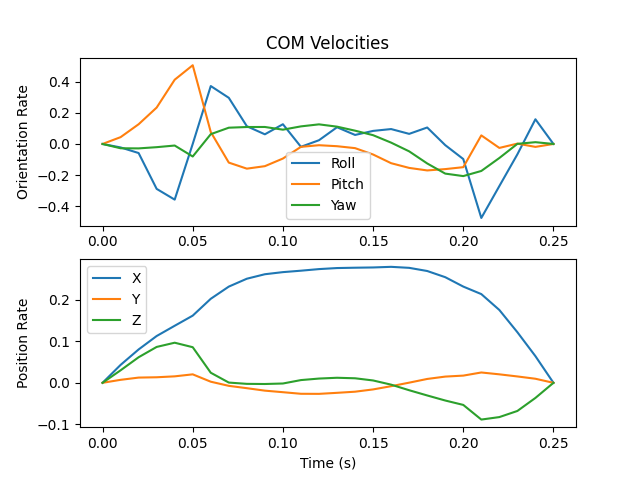 COM Velocities
Orientation Rate
0.4
0.2
0.0
−0.2
−0.4
Roll
Pitch
Yaw
0.00 0.05 0.10 0.15 0.20 0.25
Position Rate
0.2
0.1
0.0
−0.1
X
Y
Z
0.00 0.05 0.10 0.15 0.20 0.25
Time (s)